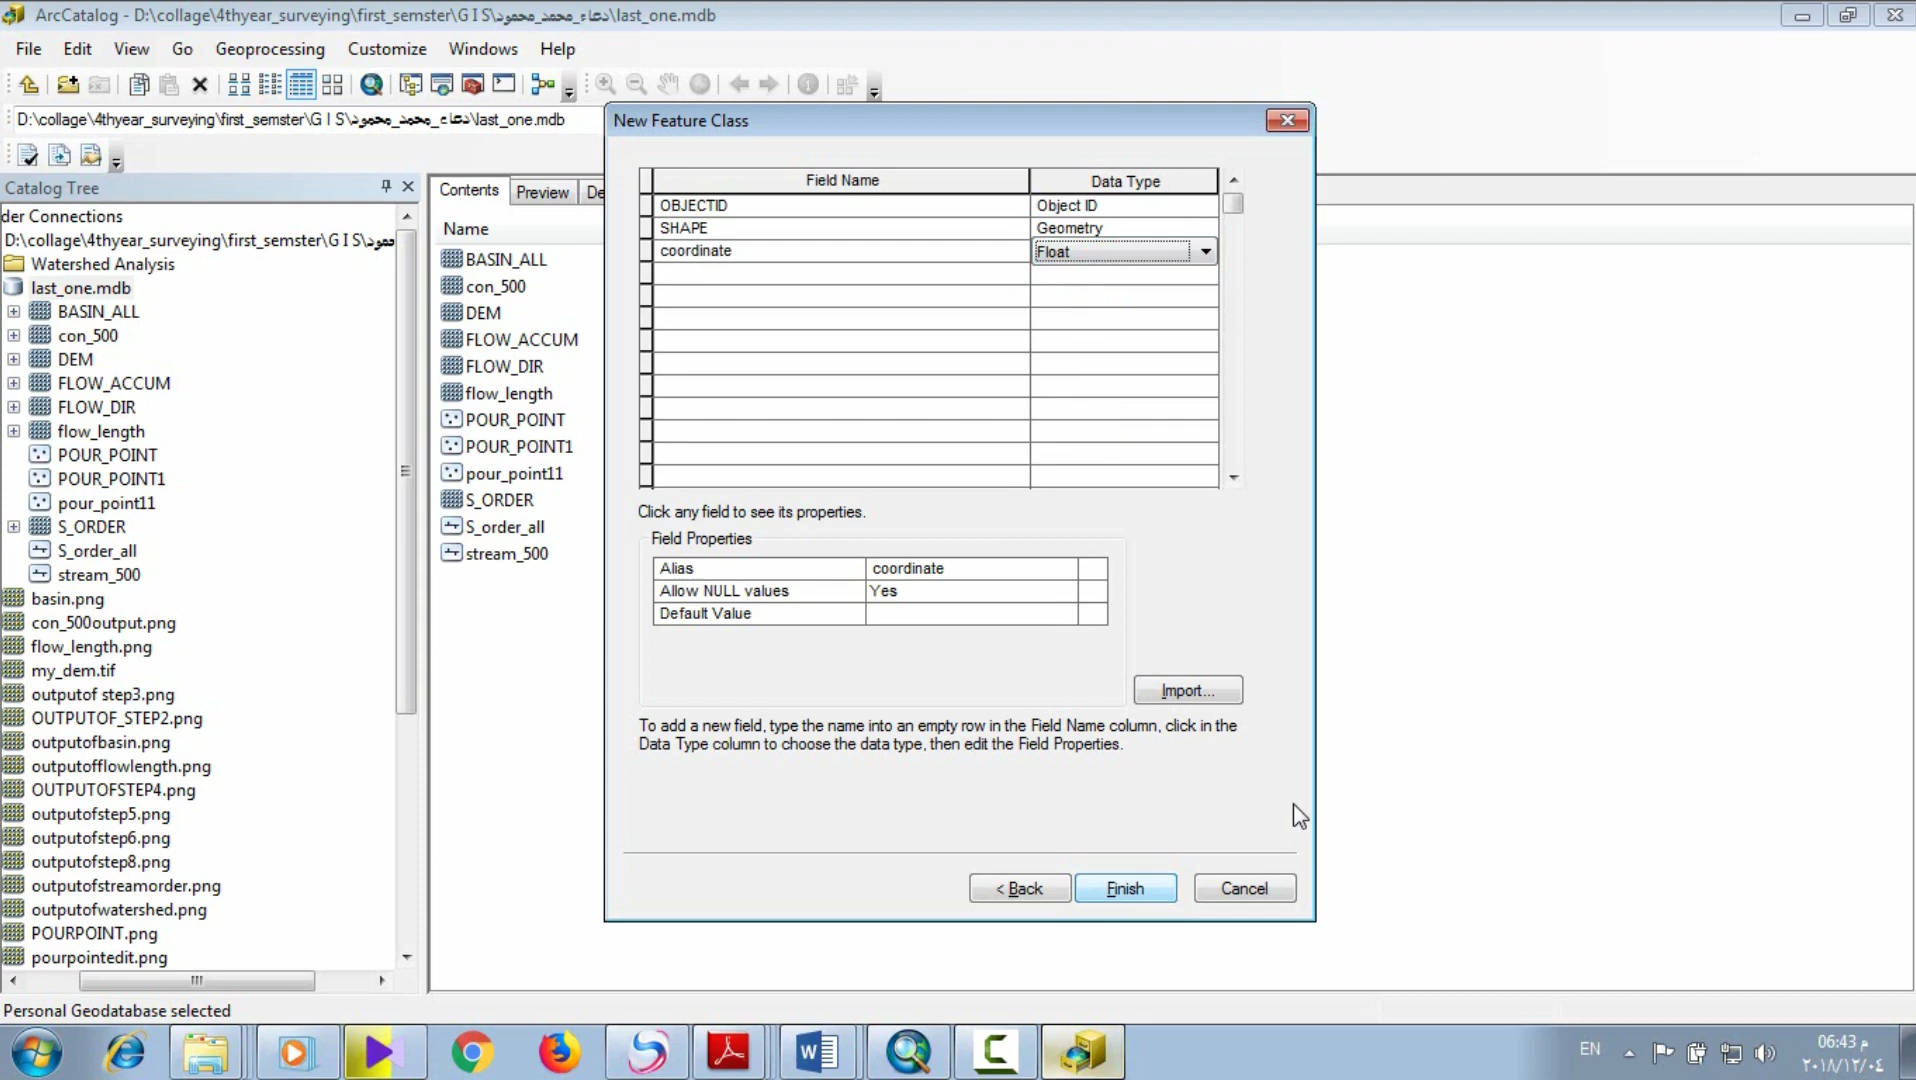 ArcCatalog - D:\collage\4thyear_surveying\first_semster\G I S\دعاء_محمد_محمود\last_one.mdb
File Edit View Go Geoprocessing Customize Windows Help
D:\collage\4thyear_surveying\first_semster\G I S\دعاء_محمد_محمود\last_one.mdb
Catalog Tree
der Connections
D:\collage\4thyear_surveying\first_semster\G I S\حمود
Watershed Analysis
last_one.mdb
BASIN_ALL
con_500
DEM
FLOW_ACCUM
FLOW_DIR
flow_length
POUR_POINT
POUR_POINT1
pour_point11
S_ORDER
S_order_all
stream_500
basin.png
con_500output.png
flow_length.png
my_dem.tif
outputof step3.png
OUTPUTOF_STEP2.png
outputofbasin.png
outputofflowlength.png
OUTPUTOFSTEP4.png
outputofstep5.png
outputofstep6.png
outputofstep8.png
outputofstreamorder.png
outputofwatershed.png
POURPOINT.png
pourpointedit.png
Contents Preview De
Name
BASIN_ALL
con_500
DEM
FLOW_ACCUM
FLOW_DIR
flow_length
POUR_POINT
POUR_POINT1
pour_point11
S_ORDER
S_order_all
stream_500
New Feature Class
Field Name Data Type
OBJECTID Object ID
SHAPE Geometry
coordinate Float
Click any field to see its properties.
Field Properties
Alias coordinate
Allow NULL values Yes
Default Value
Import...
To add a new field, type the name into an empty row in the Field Name column, click in the
Data Type column to choose the data type, then edit the Field Properties.
< Back Finish Cancel
Personal Geodatabase selected
EN
06:43 م
٢٠١٨/١٢/٠٤